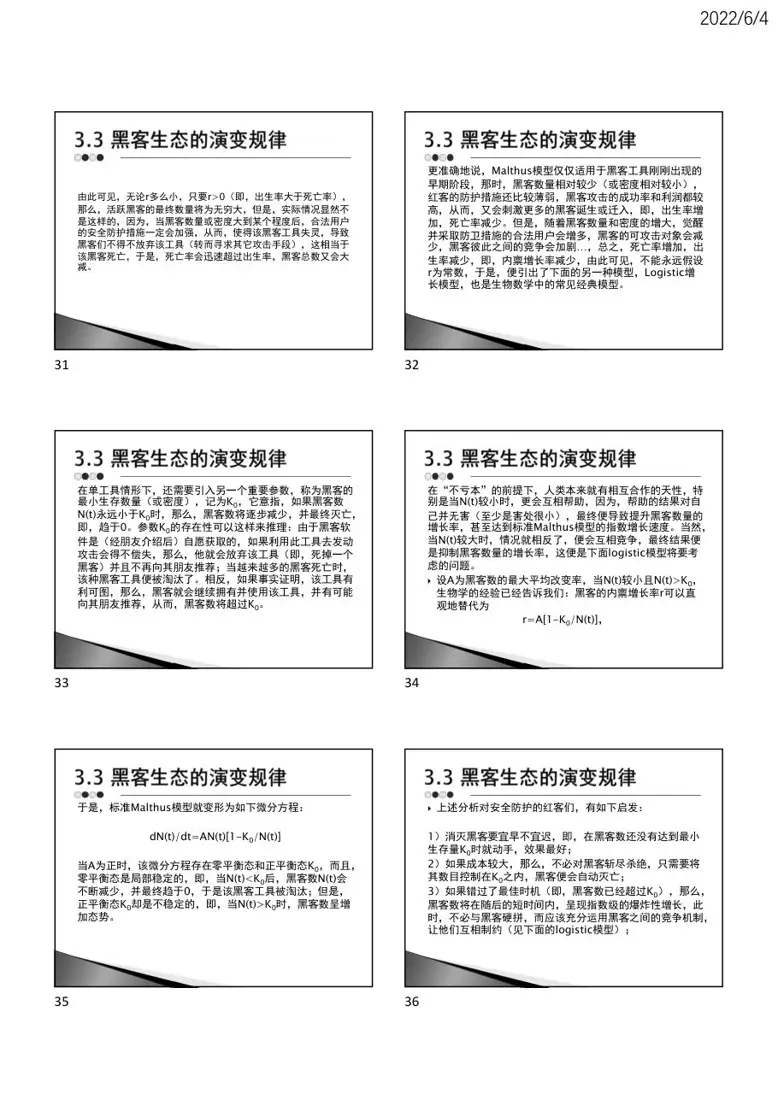 2022/6/4
3.3 黑客生态的演变规律
由此可见，无论r多么小，只要r>0（即，出生率大于死亡率），
那么，活跃黑客的最终数量将为无穷大，但是，实际情况显然不
是这样的，因为，当黑客数量或密度大到某个程度后，合法用户
的安全防护措施一定会加强，从而，使得该黑客工具失灵，导致
黑客们不得不放弃该工具（转而寻求其它攻击手段），这相当于
该黑客死亡，于是，死亡率会迅速超过出生率，黑客总数又会大
减。
31
3.3 黑客生态的演变规律
更准确地说，Malthus模型仅仅适用于黑客工具刚刚出现的
早期阶段，那时，黑客数量相对较少（或密度相对较小），
红客的防护措施还比较薄弱，黑客攻击的成功率和利润都较
高，从而，又会刺激更多的黑客诞生或迁入，即，出生率增
加，死亡率减少。但是，随着黑客数量和密度的增大，觉醒
并采取防卫措施的合法用户会增多，黑客的可攻击对象会减
少，黑客彼此之间的竞争会加剧…，总之，死亡率增加，出
生率减少，即，内禀增长率减少，由此可见，不能永远假设
r为常数，于是，便引出了下面的另一种模型，Logistic增
长模型，也是生物数学中的常见经典模型。
32
3.3 黑客生态的演变规律
在单工具情形下，还需要引入另一个重要参数，称为黑客的
最小生存数量（或密度），记为K₀，它意指，如果黑客数
N(t)永远小于K₀时，那么，黑客数将逐步减少，并最终灭亡，
即，趋于0。参数K₀的存在性可以这样来推理：由于黑客软
件是（经朋友介绍后）自愿获取的，如果利用此工具去发动
攻击会得不偿失，那么，他就会放弃该工具（即，死掉一个
黑客）并且不再向其朋友推荐；当越来越多的黑客死亡时，
该种黑客工具便被淘汰了。相反，如果事实证明，该工具有
利可图，那么，黑客就会继续拥有并使用该工具，并有可能
向其朋友推荐，从而，黑客数将超过K₀。
33
3.3 黑客生态的演变规律
在“不亏本”的前提下，人类本来就有相互合作的天性，特
别是当N(t)较小时，更会互相帮助，因为，帮助的结果对自
己并无害（至少是害处很小），最终便导致提升黑客数量的
增长率，甚至达到标准Malthus模型的指数增长速度。当然，
当N(t)较大时，情况就相反了，便会互相竞争，最终结果便
是抑制黑客数量的增长率，这便是下面logistic模型将要考
虑的问题。
设A为黑客数的最大平均改变率，当N(t)较小且N(t)>K₀，
生物学的经验已经告诉我们：黑客的内禀增长率r可以直
观地替代为
r=A[1-K₀/N(t)]，
34
3.3 黑客生态的演变规律
于是，标准Malthus模型就变形为如下微分方程：
dN(t)/dt=AN(t)[1-K₀/N(t)]
当A为正时，该微分方程存在零平衡态和正平衡态K₀，而且，
零平衡态是局部稳定的，即，当N(t)<K₀后，黑客数N(t)会
不断减少，并最终趋于0，于是该黑客工具被淘汰；但是，
正平衡态K₀却是不稳定的，即，当N(t)>K₀时，黑客数呈增
加态势。
35
3.3 黑客生态的演变规律
上述分析对安全防护的红客们，有如下启发：
1）消灭黑客要宜早不宜迟，即，在黑客数还没有达到最小
生存量K₀时就动手，效果最好；
2）如果成本较大，那么，不必对黑客斩尽杀绝，只需要将
其数目控制在K₀之内，黑客便会自动灭亡；
3）如果错过了最佳时机（即，黑客数已经超过K₀），那么，
黑客数将在随后的短时间内，呈现指数级的爆炸性增长，此
时，不必与黑客硬拼，而应该充分运用黑客之间的竞争机制，
让他们互相制约（见下面的logistic模型）；
36